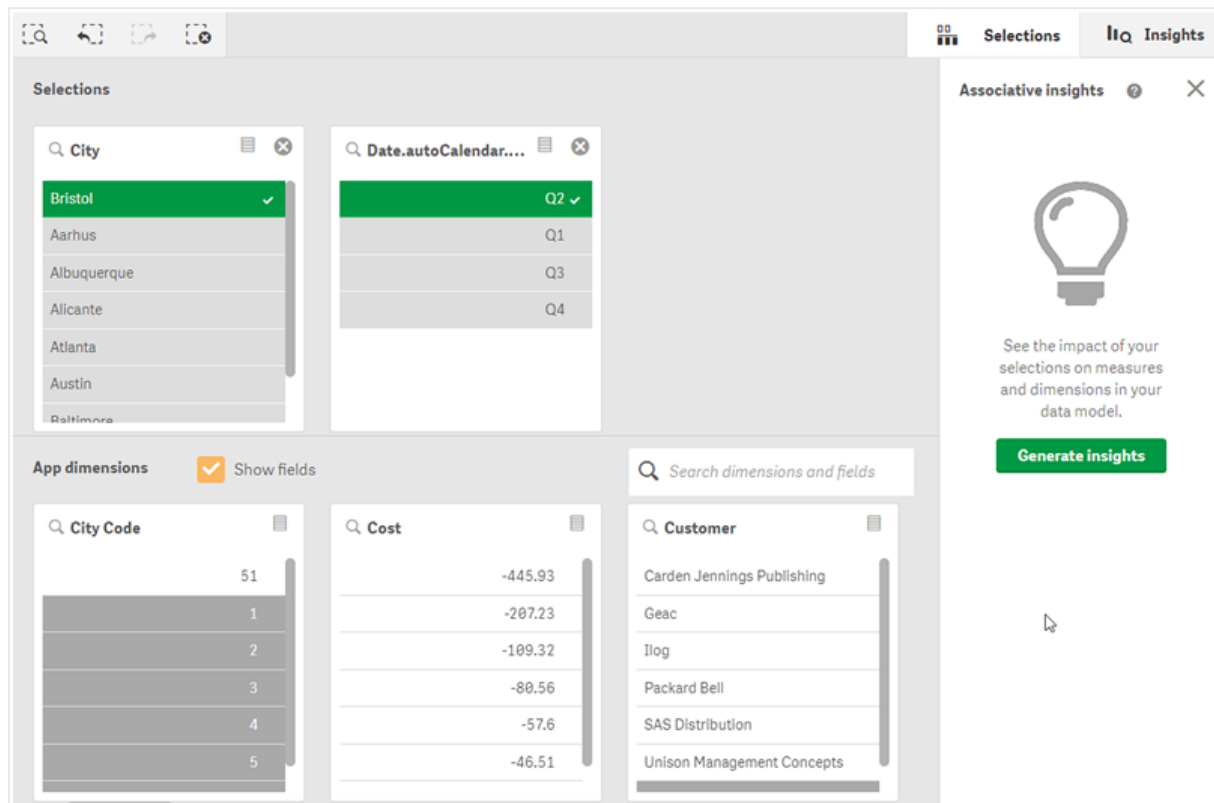 Selections
Insights
Selections
Associative insights
?
City
Date.autoCalendar....
Bristol
Aarhus
Albuquerque
Alicante
Atlanta
Austin
Baltimore
Q2
Q1
Q3
Q4
See the impact of your
selections on measures
and dimensions in your
data model.
Generate insights
App dimensions
Show fields
Search dimensions and fields
City Code
51
1
2
3
4
5
Cost
-445.93
-207.23
-109.32
-80.56
-57.6
-46.51
Customer
Carden Jennings Publishing
Geac
Ilog
Packard Bell
SAS Distribution
Unison Management Concepts